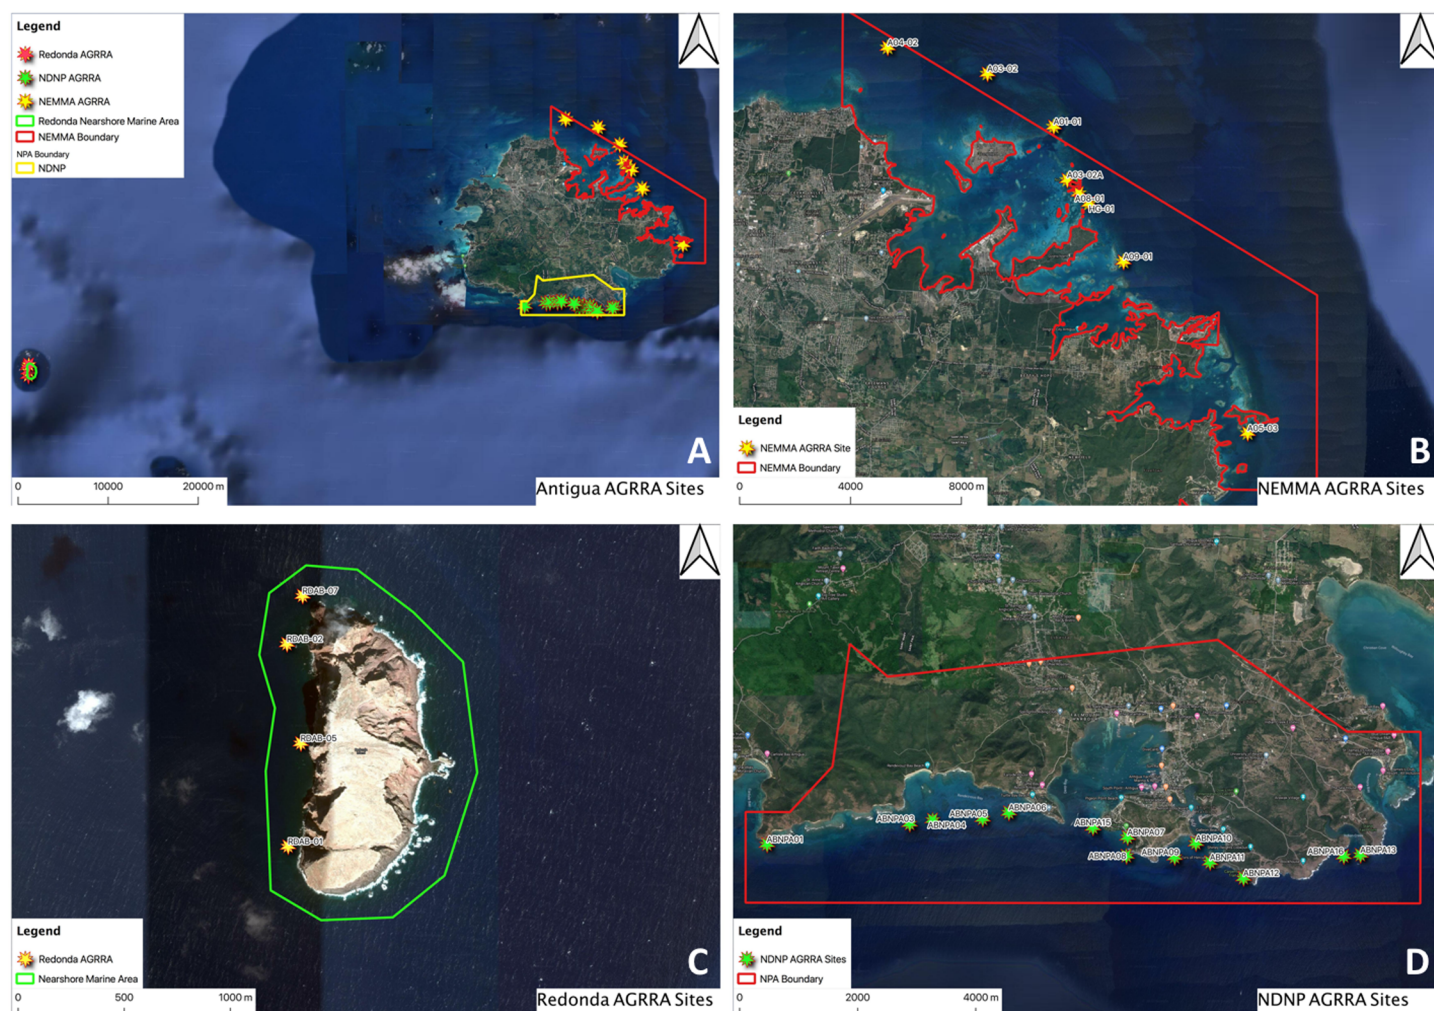 Legend
Redonda AGRRA
NDNP AGRRA
NEMMA AGRRA
Redonda Nearshore Marine Area
NEMMA Boundary
NPA Boundary
NDNP
A
0 10000 20000 m
Antigua AGRRA Sites
A04-02
A03-02
A01-01
A03-02A
A08-01
HG-01
A09-01
A05-03
Legend
NEMMA AGRRA Site
NEMMA Boundary
B
0 4000 8000 m
NEMMA AGRRA Sites
RDAB-07
RDAB-02
RDAB-05
RDAB-01
Legend
Redonda AGRRA
Nearshore Marine Area
C
0 500 1000 m
Redonda AGRRA Sites
ABNPA01
ABNPA03
ABNPA04
ABNPA05
ABNPA06
ABNPA15
ABNPA07
ABNPA08
ABNPA09
ABNPA10
ABNPA11
ABNPA12
ABNPA16
ABNPA13
Legend
NDNP AGRRA Sites
NPA Boundary
D
0 2000 4000 m
NDNP AGRRA Sites